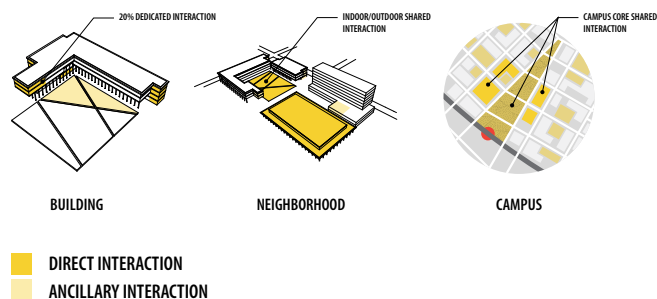 20% DEDICATED INTERACTION
INDOOR/OUTDOOR SHARED
INTERACTION
CAMPUS CORE SHARED
INTERACTION
BUILDING
NEIGHBORHOOD
CAMPUS
DIRECT INTERACTION
ANCILLARY INTERACTION